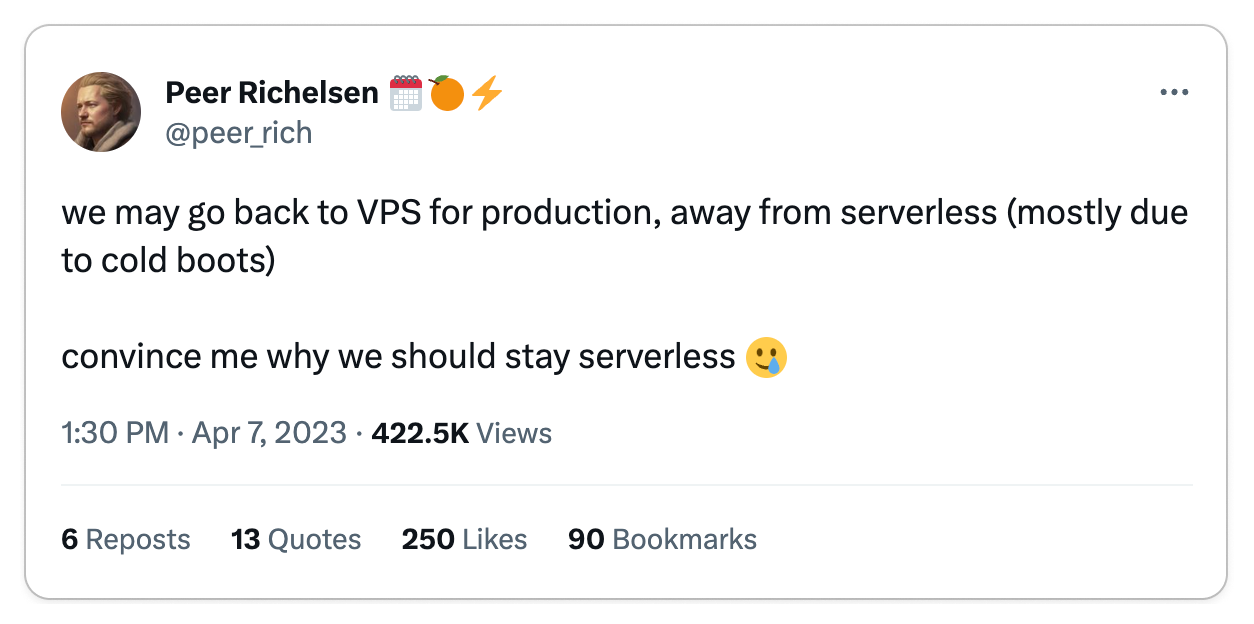 Peer Richelsen 🗓️🍊⚡
@peer_rich
we may go back to VPS for production, away from serverless (mostly due
to cold boots)
convince me why we should stay serverless 🥲
1:30 PM · Apr 7, 2023 · 422.5K Views
6 Reposts 13 Quotes 250 Likes 90 Bookmarks